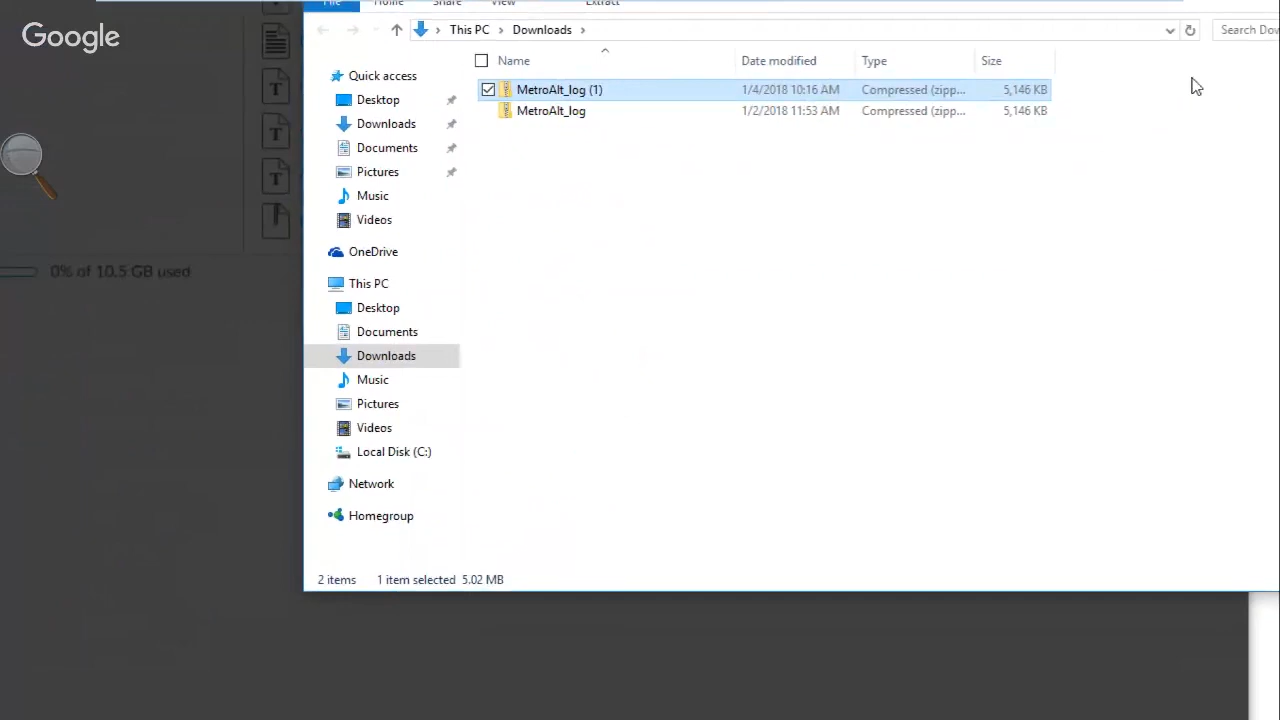 File Home Share View Extract
Google
This PC Downloads Search Dow
Name Date modified Type Size
Quick access
MetroAlt_log (1) 1/4/2018 10:16 AM Compressed (zipp... 5,146 KB
Desktop
MetroAlt_log 1/2/2018 11:53 AM Compressed (zipp... 5,146 KB
Downloads
Documents
Pictures
Music
Videos
OneDrive
0% of 10.5 GB used
This PC
Desktop
Documents
Downloads
Music
Pictures
Videos
Local Disk (C:)
Network
Homegroup
2 items 1 item selected 5.02 MB